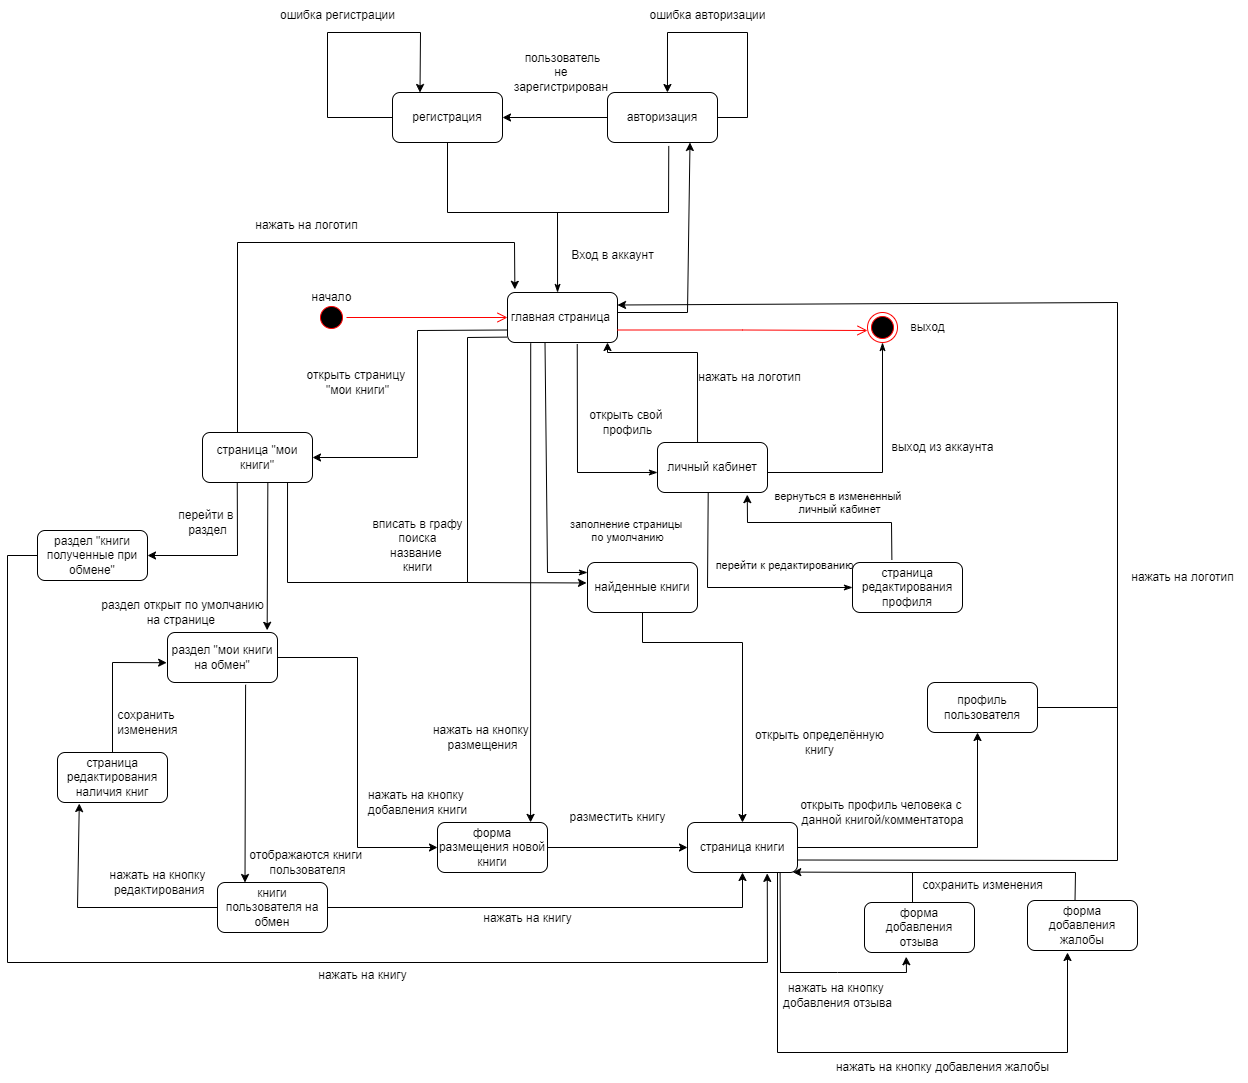 ошибка регистрации
ошибка авторизации
пользователь
не
зарегистрирован
регистрация
авторизация
нажать на логотип
Вход в аккаунт
начало
главная страница
выход
открыть страницу
"мои книги"
нажать на логотип
открыть свой
профиль
страница "мои
книги"
личный кабинет
выход из аккаунта
вернуться в измененный
личный кабинет
перейти в
раздел
вписать в графу
поиска
название
книги
заполнение страницы
по умолчанию
раздел "книги
полученные при
обмене"
найденные книги
перейти к редактированию
страница
редактирования
профиля
нажать на логотип
раздел открыт по умолчанию
на странице
раздел "мои книги
на обмен"
сохранить
изменения
нажать на кнопку
размещения
открыть определённую
книгу
профиль
пользователя
страница
редактирования
наличия книг
нажать на кнопку
добавления книги
разместить книгу
открыть профиль человека с
данной книгой/комментатора
форма
размещения новой
книги
страница книги
отображаются книги
пользователя
нажать на кнопку
редактирования
книги
пользователя на
обмен
нажать на книгу
сохранить изменения
форма
добавления
отзыва
форма
добавления
жалобы
нажать на книгу
нажать на кнопку
добавления отзыва
нажать на кнопку добавления жалобы